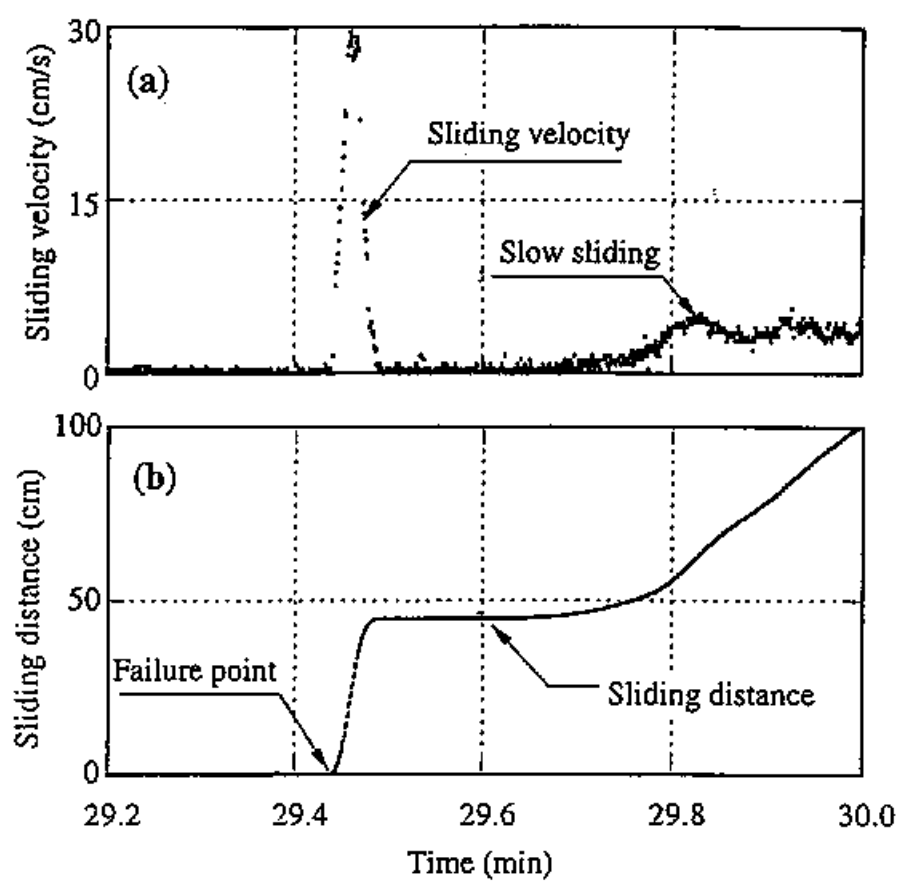 30
(a)
Sliding velocity (cm/s)
Sliding velocity
15
Slow sliding
0
100
(b)
Sliding distance (cm)
50
Failure point
Sliding distance
0
29.2 29.4 29.6 29.8 30.0
Time (min)